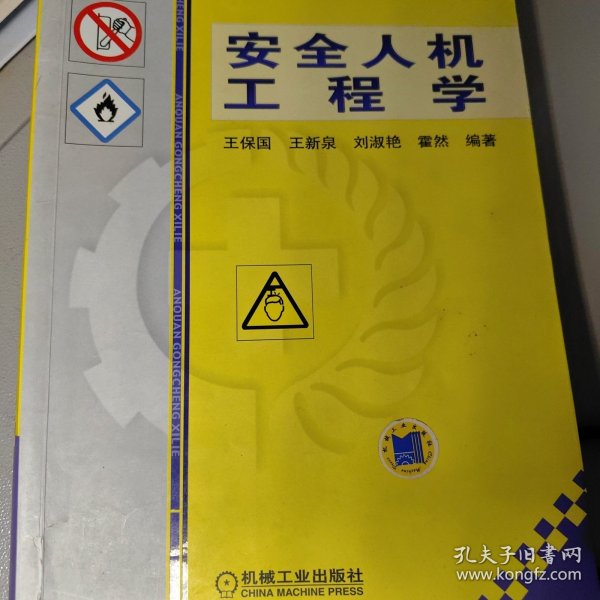 安全人机
工程学
王保国 王新泉 刘淑艳 霍然 编著
ANQUAN GONGCHENG XILIE
ANQUAN GONGCHENG XILIE
机械工业出版社
CHINA MACHINE PRESS
孔夫子旧书网
www.kongfz.com